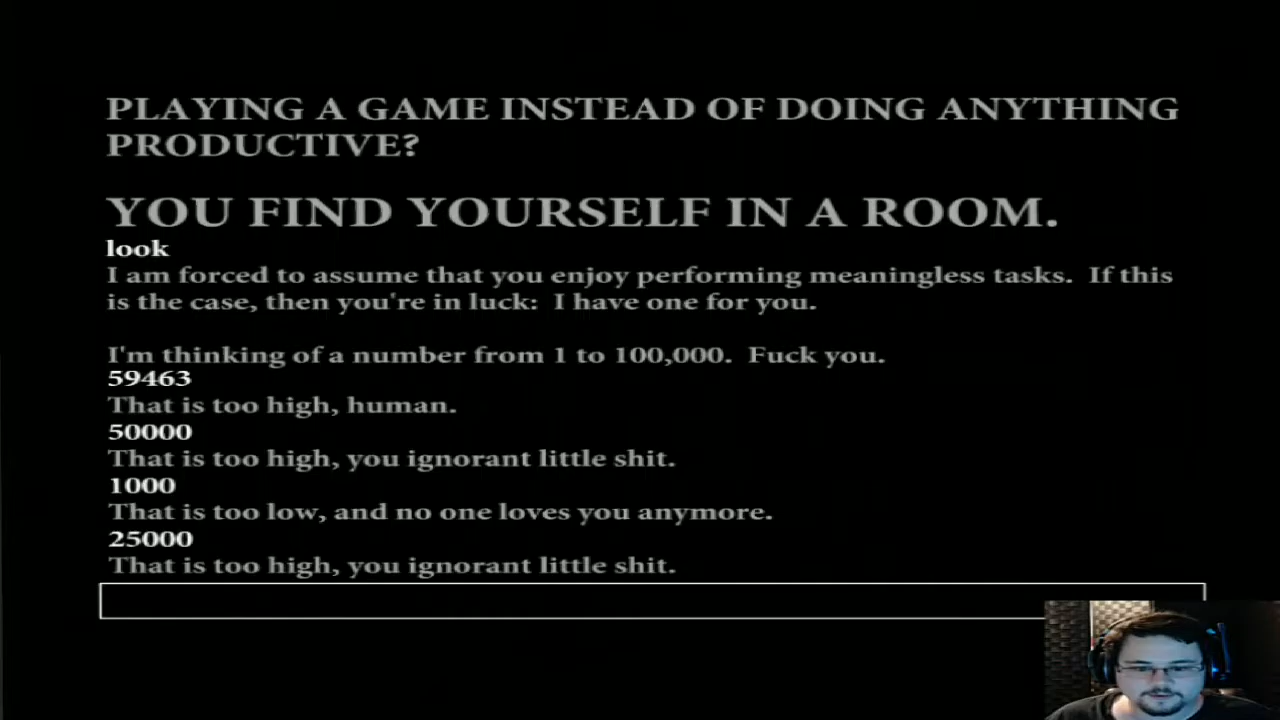 PLAYING A GAME INSTEAD OF DOING ANYTHING
PRODUCTIVE?
YOU FIND YOURSELF IN A ROOM.
look
I am forced to assume that you enjoy performing meaningless tasks.  If this
is the case, then you're in luck:  I have one for you.
I'm thinking of a number from 1 to 100,000.  Fuck you.
59463
That is too high, human.
50000
That is too high, you ignorant little shit.
1000
That is too low, and no one loves you anymore.
25000
That is too high, you ignorant little shit.